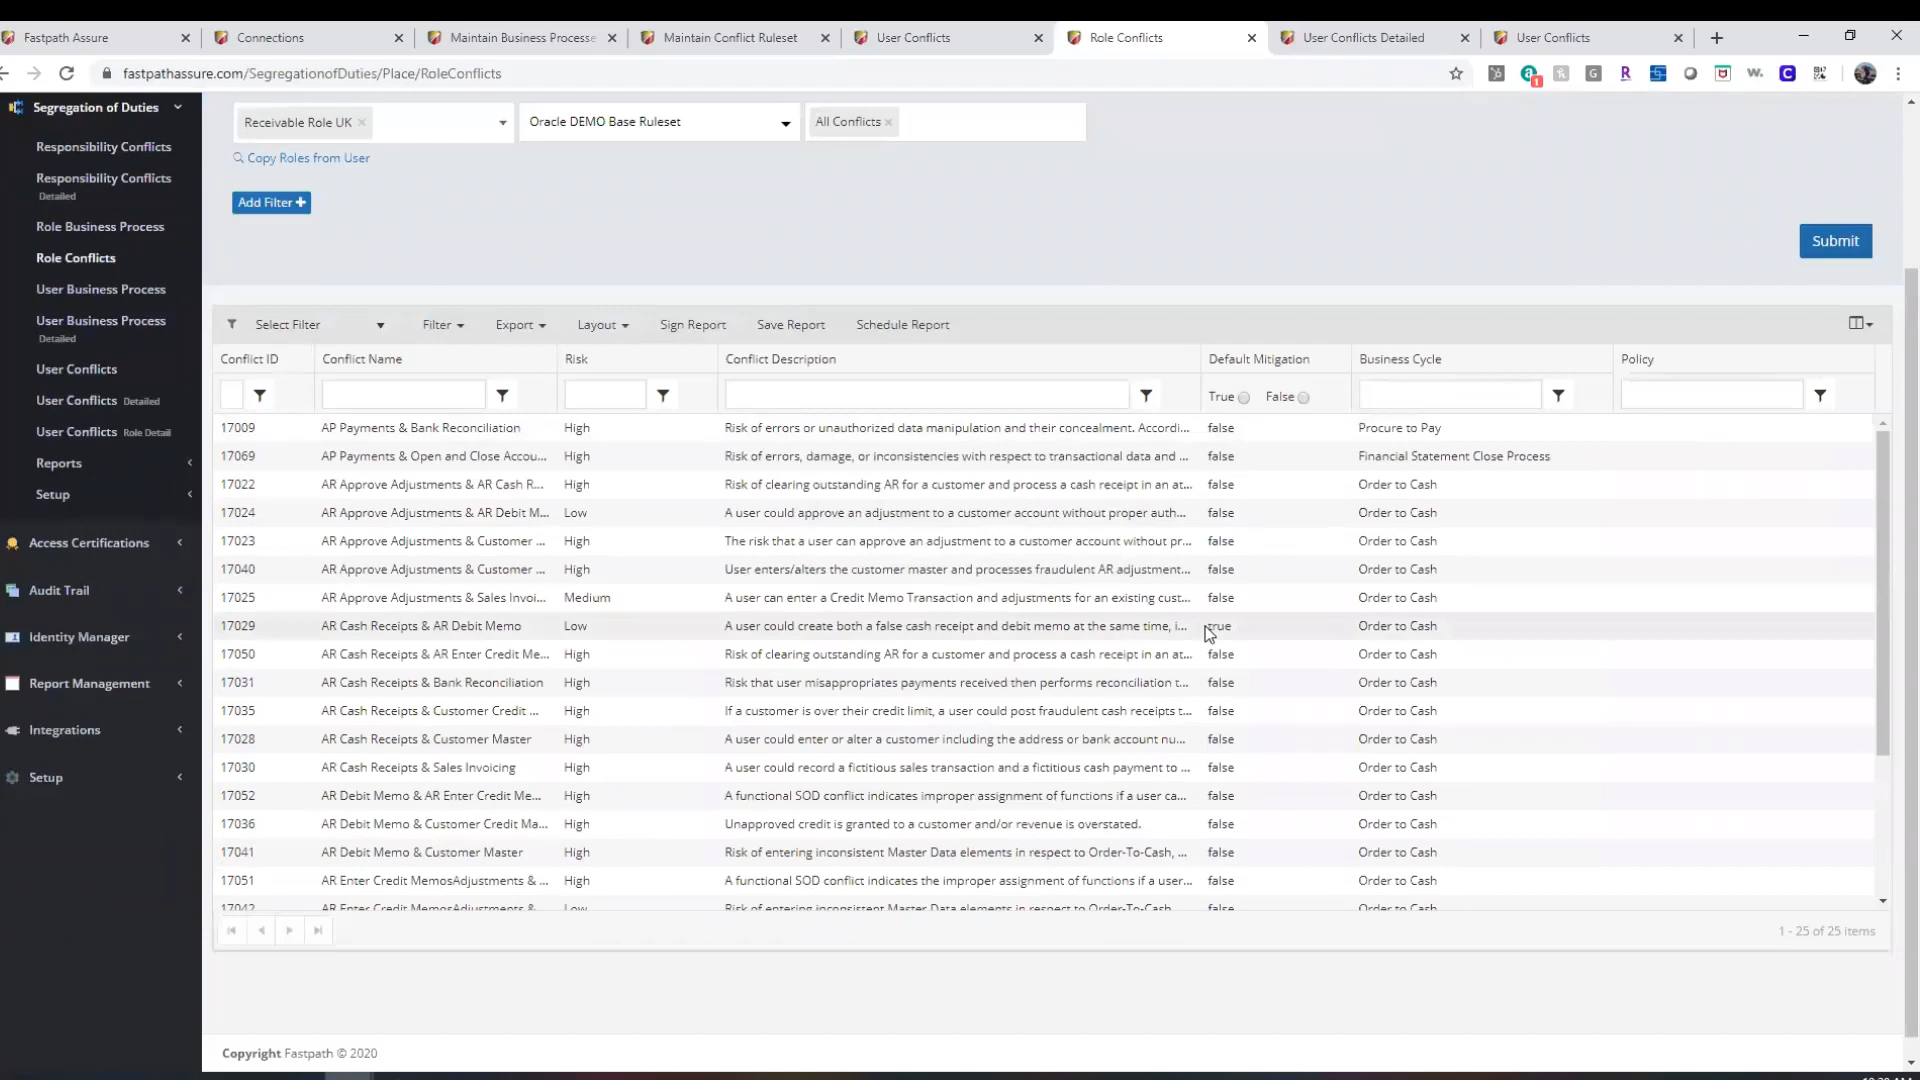 Fastpath Assure
Connections
Maintain Business Processe
Maintain Conflict Ruleset
User Conflicts
Role Conflicts
User Conflicts Detailed
User Conflicts
fastpathassure.com/SegregationofDuties/Place/RoleConflicts
Segregation of Duties
Responsibility Conflicts
Responsibility Conflicts
Detailed
Role Business Process
Role Conflicts
User Business Process
User Business Process
Detailed
User Conflicts
User Conflicts Detailed
User Conflicts Role Detail
Reports
Setup
Access Certifications
Audit Trail
Identity Manager
Report Management
Integrations
Setup
Receivable Role UK
Oracle DEMO Base Ruleset
All Conflicts
Copy Roles from User
Add Filter
Submit
Select Filter Filter Export Layout Sign Report Save Report Schedule Report
Conflict ID Conflict Name Risk Conflict Description Default Mitigation Business Cycle Policy
True False
17009 AP Payments & Bank Reconciliation High Risk of errors or unauthorized data manipulation and their concealment. Accordi... false Procure to Pay
17069 AP Payments & Open and Close Accou... High Risk of errors, damage, or inconsistencies with respect to transactional data and ... false Financial Statement Close Process
17022 AR Approve Adjustments & AR Cash R... High Risk of clearing outstanding AR for a customer and process a cash receipt in an at... false Order to Cash
17024 AR Approve Adjustments & AR Debit M... Low A user could approve an adjustment to a customer account without proper auth... false Order to Cash
17023 AR Approve Adjustments & Customer ... High The risk that a user can approve an adjustment to a customer account without pr... false Order to Cash
17040 AR Approve Adjustments & Customer ... High User enters/alters the customer master and processes fraudulent AR adjustment... false Order to Cash
17025 AR Approve Adjustments & Sales Invoi... Medium A user can enter a Credit Memo Transaction and adjustments for an existing cust... false Order to Cash
17029 AR Cash Receipts & AR Debit Memo Low A user could create both a false cash receipt and debit memo at the same time, i... true Order to Cash
17050 AR Cash Receipts & AR Enter Credit Me... High Risk of clearing outstanding AR for a customer and process a cash receipt in an at... false Order to Cash
17031 AR Cash Receipts & Bank Reconciliation High Risk that user misappropriates payments received then performs reconciliation t... false Order to Cash
17035 AR Cash Receipts & Customer Credit ... High If a customer is over their credit limit, a user could post fraudulent cash receipts t... false Order to Cash
17028 AR Cash Receipts & Customer Master High A user could enter or alter a customer including the address or bank account nu... false Order to Cash
17030 AR Cash Receipts & Sales Invoicing High A user could record a fictitious sales transaction and a fictitious cash payment to ... false Order to Cash
17052 AR Debit Memo & AR Enter Credit Me... High A functional SOD conflict indicates improper assignment of functions if a user ca... false Order to Cash
17036 AR Debit Memo & Customer Credit Ma... High Unapproved credit is granted to a customer and/or revenue is overstated. false Order to Cash
17041 AR Debit Memo & Customer Master High Risk of entering inconsistent Master Data elements in respect to Order-To-Cash, ... false Order to Cash
17051 AR Enter Credit MemosAdjustments & ... High A functional SOD conflict indicates the improper assignment of functions if a user... false Order to Cash
17042 AR Enter Credit MemosAdjustments & Low Risk of entering inconsistent Master Data elements in respect to Order-To-Cash false Order to Cash
1 - 25 of 25 items
Copyright Fastpath © 2020